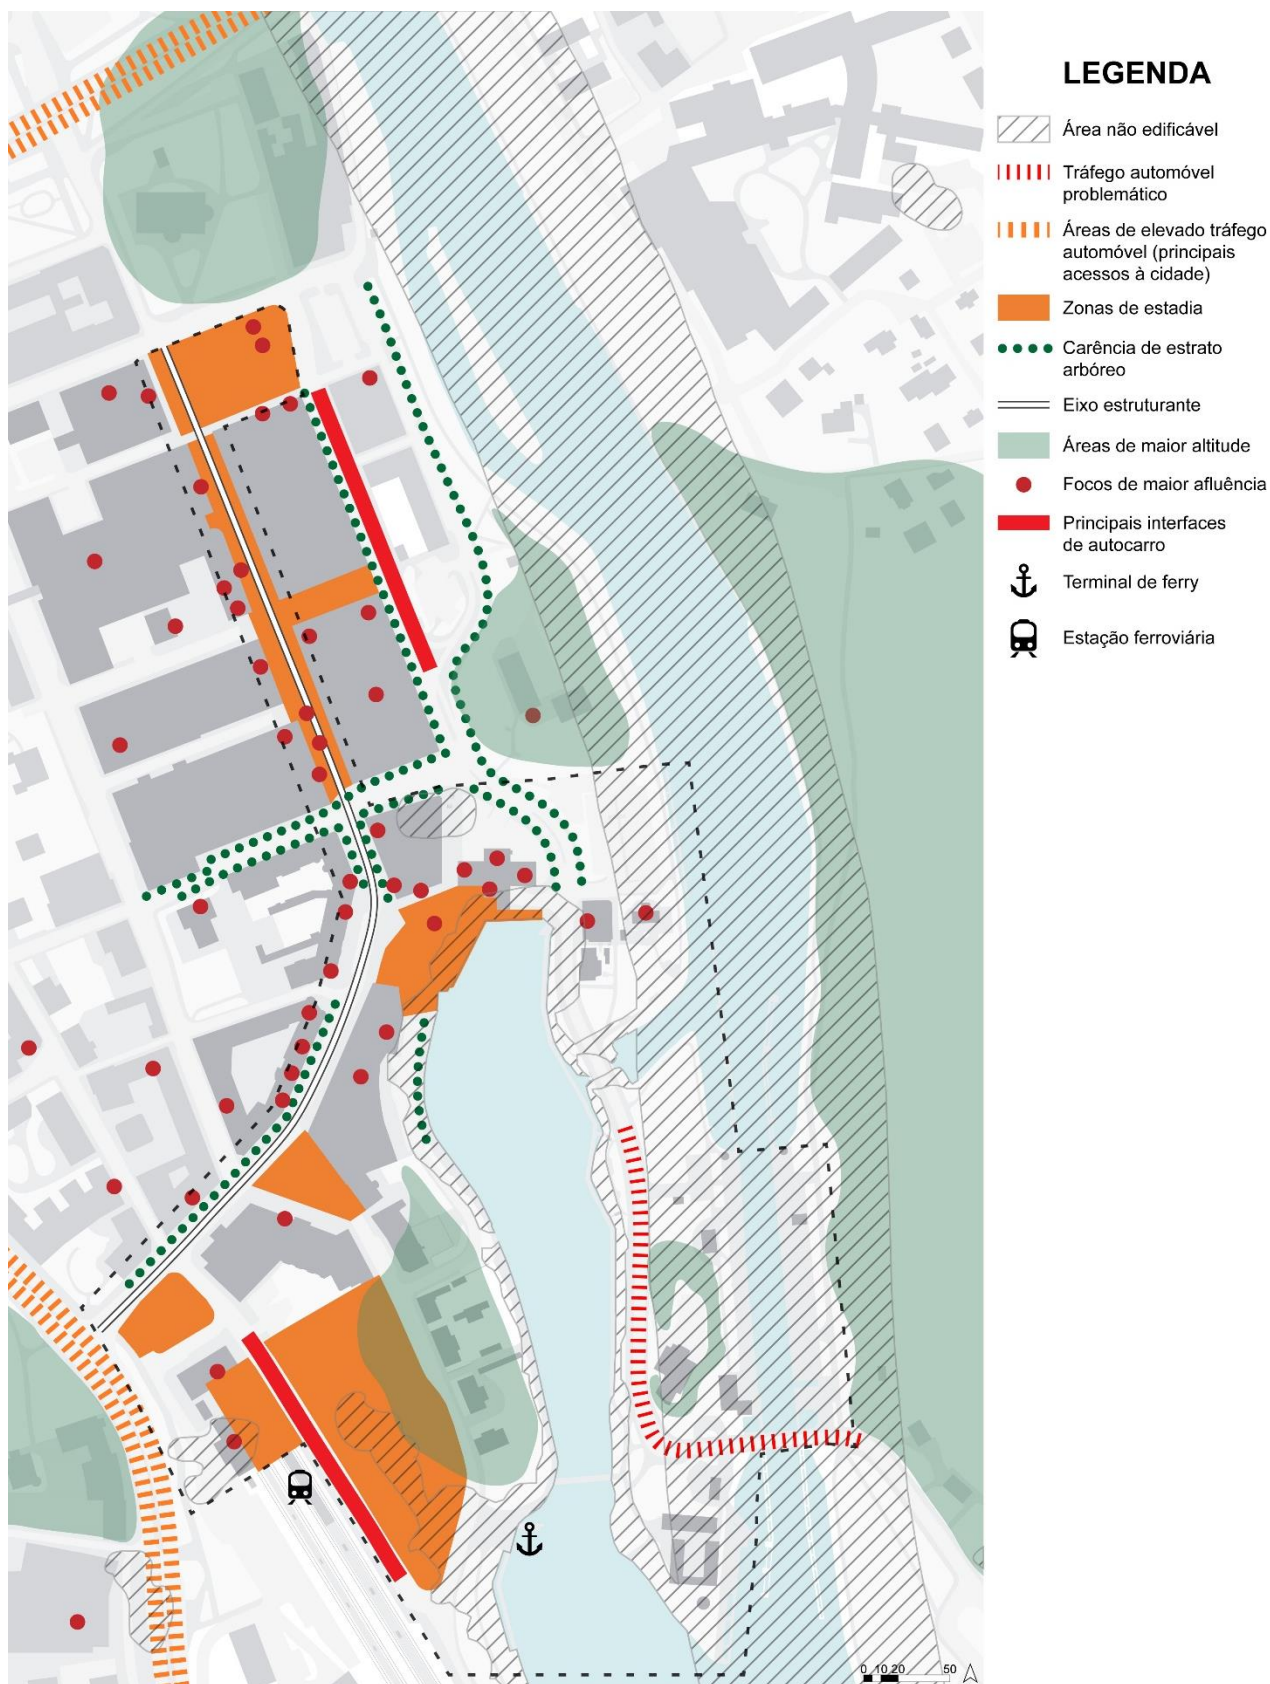 LEGENDA
Área não edificável
Tráfego automóvel
problemático
Áreas de elevado tráfego
automóvel (principais
acessos à cidade)
Zonas de estadia
Carência de estrato
arbóreo
Eixo estruturante
Áreas de maior altitude
Focos de maior afluência
Principais interfaces
de autocarro
Terminal de ferry
Estação ferroviária
0 10 20 50